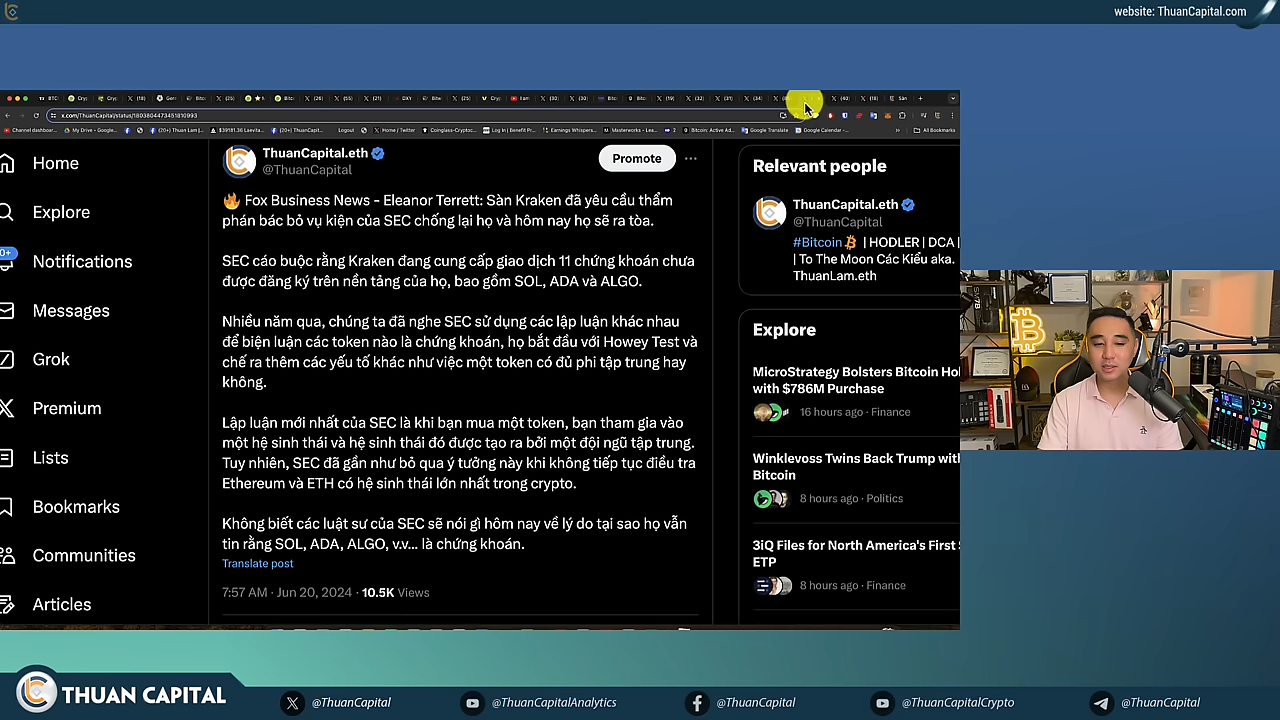 website: ThuanCapital.com
x.com/ThuanCapital/status/1803804473451810993
Home
Explore
Notifications
Messages
Grok
Premium
Lists
Bookmarks
Communities
Articles
ThuanCapital.eth
@ThuanCapital
Promote
🔥 Fox Business News - Eleanor Terrett: Sàn Kraken đã yêu cầu thẩm
phán bác bỏ vụ kiện của SEC chống lại họ và hôm nay họ sẽ ra tòa.
SEC cáo buộc rằng Kraken đang cung cấp giao dịch 11 chứng khoán chưa
được đăng ký trên nền tảng của họ, bao gồm SOL, ADA và ALGO.
Nhiều năm qua, chúng ta đã nghe SEC sử dụng các lập luận khác nhau
để biện luận các token nào là chứng khoán, họ bắt đầu với Howey Test và
chế ra thêm các yếu tố khác như việc một token có đủ phi tập trung hay
không.
Lập luận mới nhất của SEC là khi bạn mua một token, bạn tham gia vào
một hệ sinh thái và hệ sinh thái đó được tạo ra bởi một đội ngũ tập trung.
Tuy nhiên, SEC đã gần như bỏ qua ý tưởng này khi không tiếp tục điều tra
Ethereum và ETH có hệ sinh thái lớn nhất trong crypto.
Không biết các luật sư của SEC sẽ nói gì hôm nay về lý do tại sao họ vẫn
tin rằng SOL, ADA, ALGO, v.v... là chứng khoán.
Translate post
7:57 AM · Jun 20, 2024 · 10.5K Views
Relevant people
ThuanCapital.eth
@ThuanCapital
#Bitcoin | HODLER | DCA |
| To The Moon Các Kiểu aka.
ThuanLam.eth
Explore
MicroStrategy Bolsters Bitcoin Hol
with $786M Purchase
16 hours ago · Finance
Winklevoss Twins Back Trump with
Bitcoin
8 hours ago · Politics
3iQ Files for North America's First
ETP
8 hours ago · Finance
THUAN CAPITAL
@ThuanCapital
@ThuanCapitalAnalytics
@ThuanCapital
@ThuanCapitalCrypto
@ThuanCapital